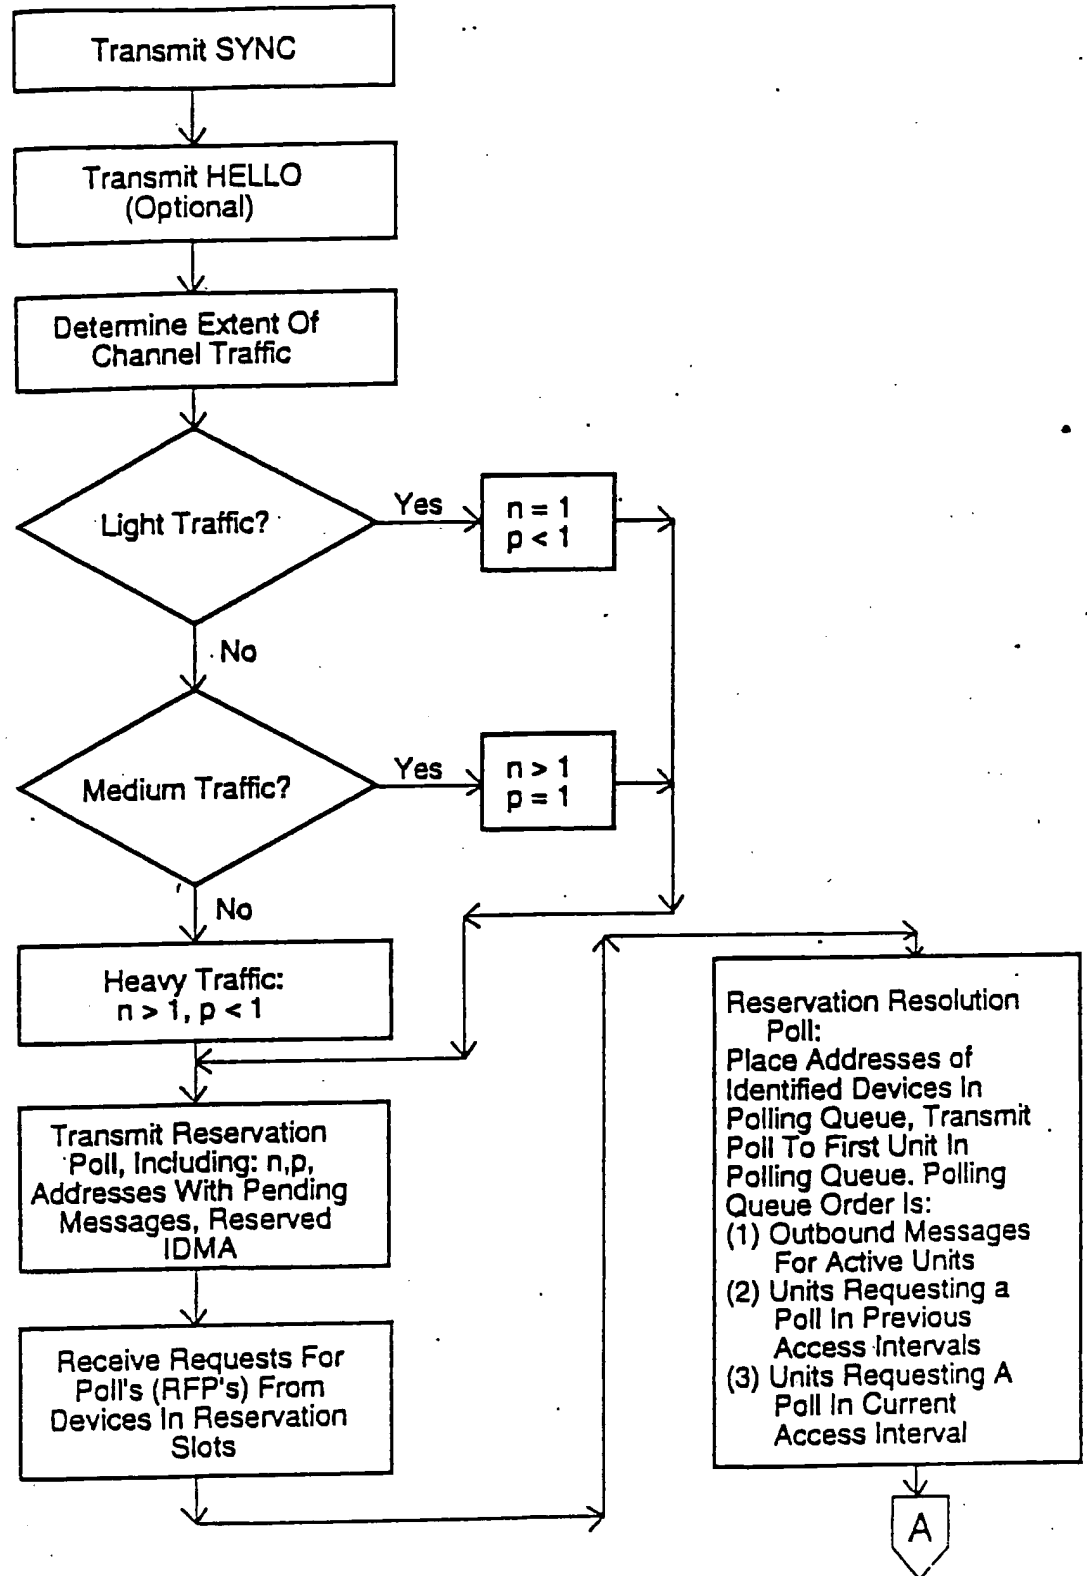 Transmit SYNC
Transmit HELLO
(Optional)
Determine Extent Of
Channel Traffic
Light Traffic?
Yes
n = 1
p < 1
No
Medium Traffic?
Yes
n > 1
p = 1
No
Heavy Traffic:
n > 1, p < 1
Transmit Reservation
Poll, Including: n,p,
Addresses With Pending
Messages, Reserved
IDMA
Receive Requests For
Poll's (RFP's) From
Devices In Reservation
Slots
Reservation Resolution
Poll:
Place Addresses of
Identified Devices In
Polling Queue, Transmit
Poll To First Unit In
Polling Queue. Polling
Queue Order Is:
(1) Outbound Messages
For Active Units
(2) Units Requesting a
Poll In Previous
Access Intervals
(3) Units Requesting A
Poll In Current
Access Interval
A